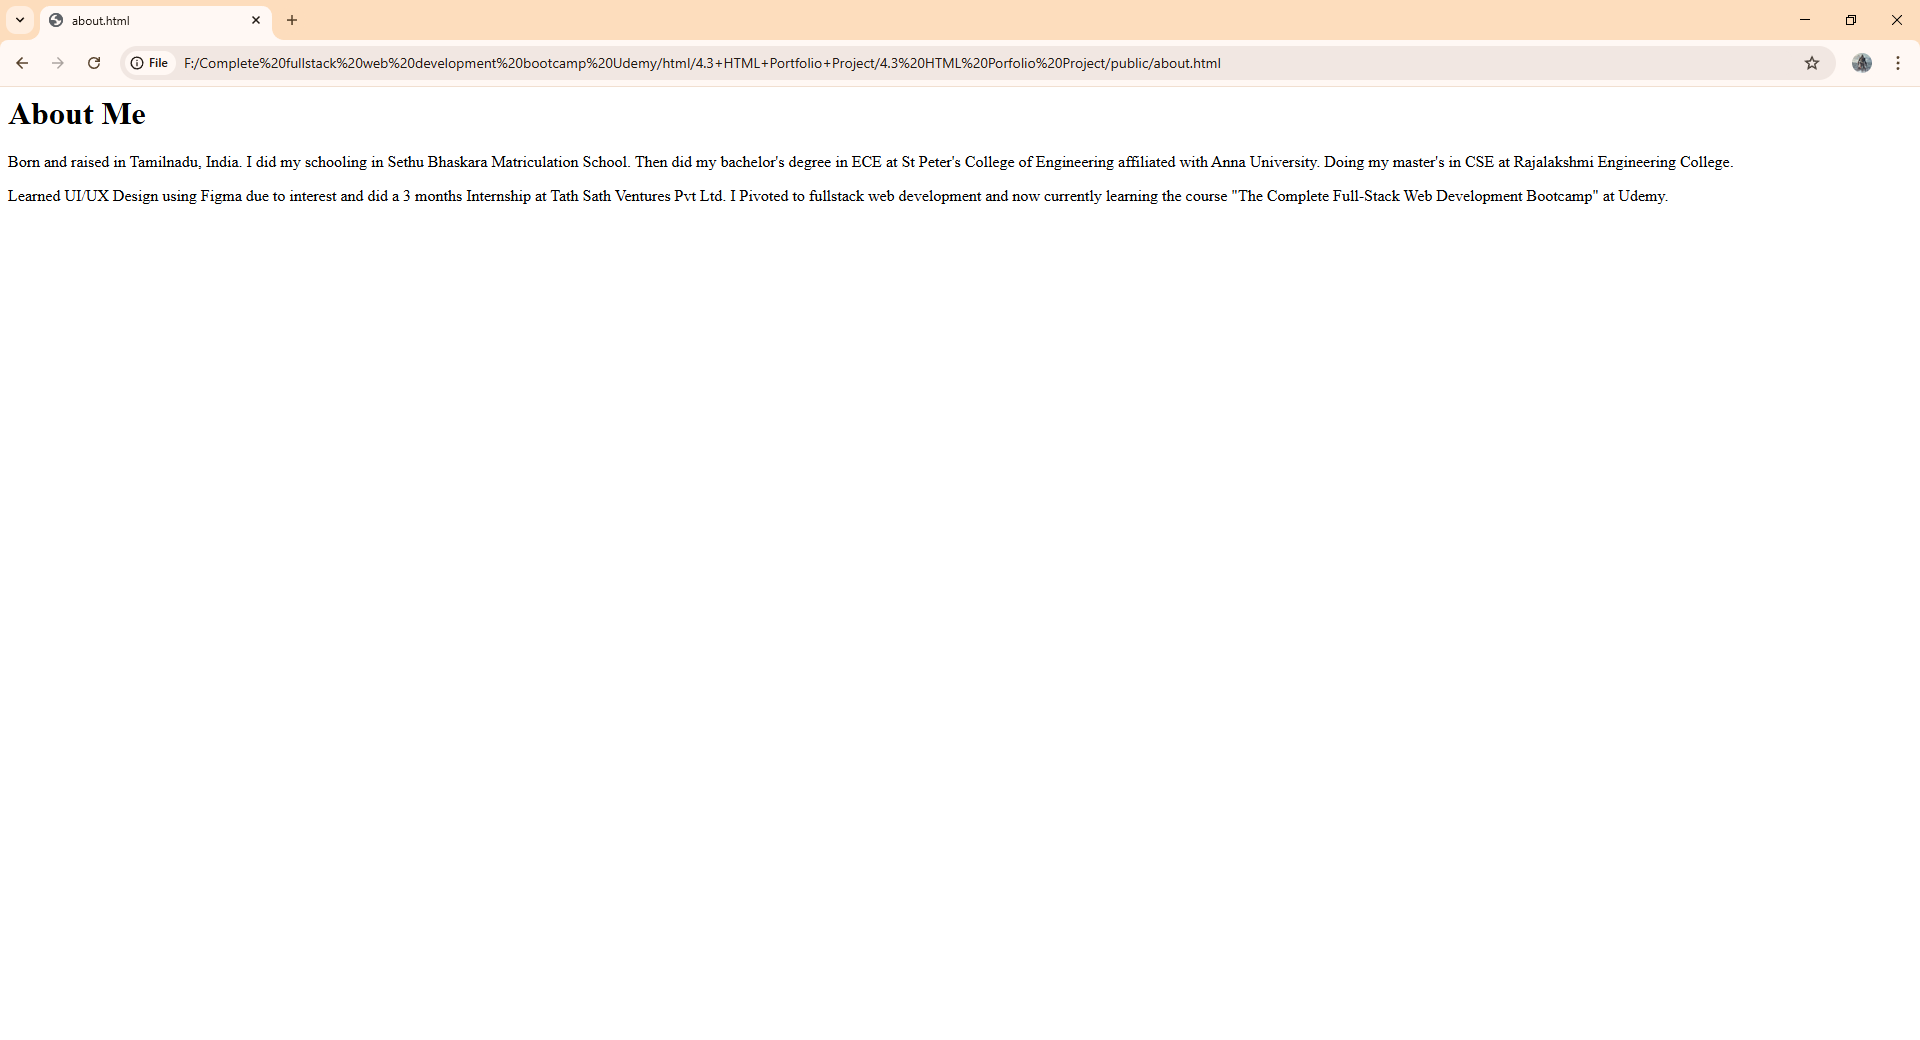 about.html
File
F:/Complete%20fullstack%20web%20development%20bootcamp%20Udemy/html/4.3+HTML+Portfolio+Project/4.3%20HTML%20Porfolio%20Project/public/about.html
About Me
Born and raised in Tamilnadu, India. I did my schooling in Sethu Bhaskara Matriculation School. Then did my bachelor's degree in ECE at St Peter's College of Engineering affiliated with Anna University. Doing my master's in CSE at Rajalakshmi Engineering College.
Learned UI/UX Design using Figma due to interest and did a 3 months Internship at Tath Sath Ventures Pvt Ltd. I Pivoted to fullstack web development and now currently learning the course "The Complete Full-Stack Web Development Bootcamp" at Udemy.